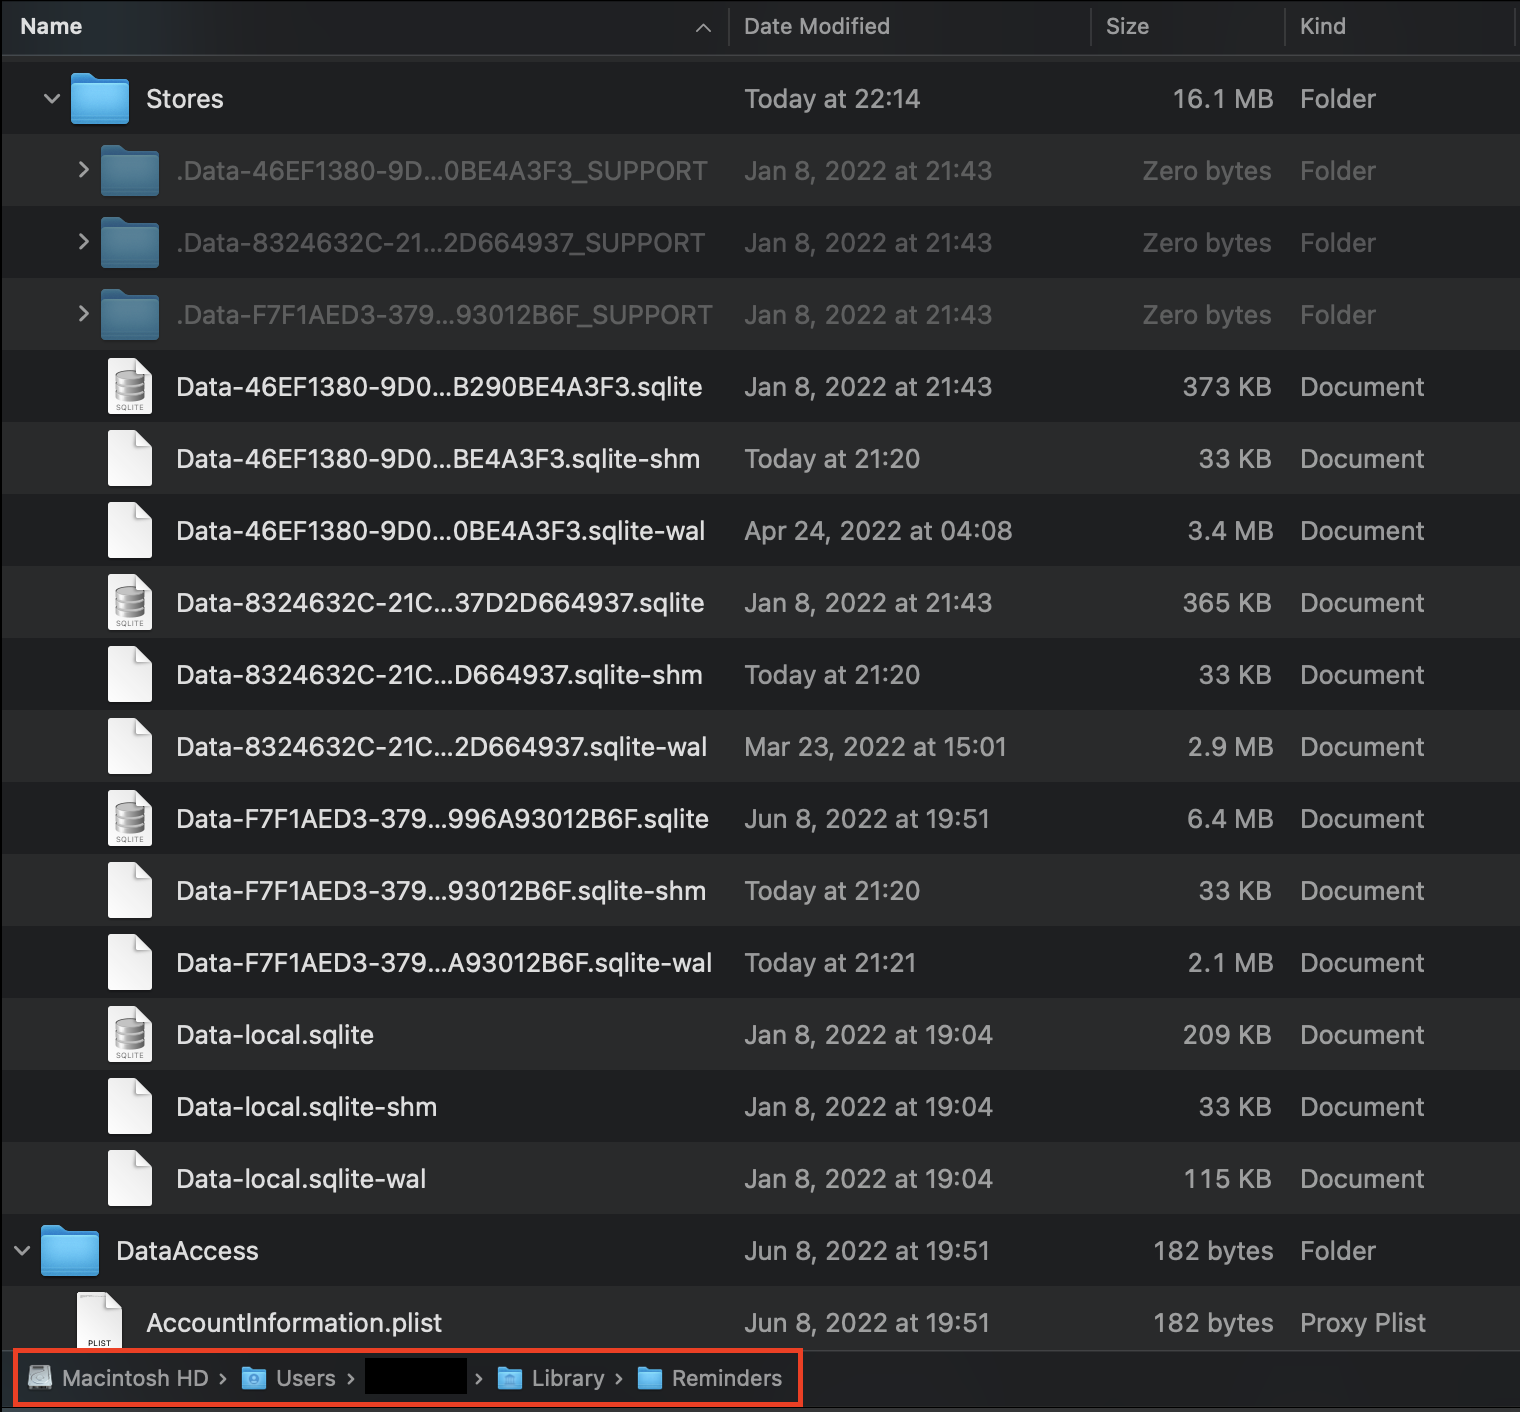 Name Date Modified Size Kind
Stores Today at 22:14 16.1 MB Folder
.Data-46EF1380-9D...0BE4A3F3_SUPPORT Jan 8, 2022 at 21:43 Zero bytes Folder
.Data-8324632C-21...2D664937_SUPPORT Jan 8, 2022 at 21:43 Zero bytes Folder
.Data-F7F1AED3-379...93012B6F_SUPPORT Jan 8, 2022 at 21:43 Zero bytes Folder
SQLITE Data-46EF1380-9D0...B290BE4A3F3.sqlite Jan 8, 2022 at 21:43 373 KB Document
Data-46EF1380-9D0...BE4A3F3.sqlite-shm Today at 21:20 33 KB Document
Data-46EF1380-9D0...0BE4A3F3.sqlite-wal Apr 24, 2022 at 04:08 3.4 MB Document
SQLITE Data-8324632C-21C...37D2D664937.sqlite Jan 8, 2022 at 21:43 365 KB Document
Data-8324632C-21C...D664937.sqlite-shm Today at 21:20 33 KB Document
Data-8324632C-21C...2D664937.sqlite-wal Mar 23, 2022 at 15:01 2.9 MB Document
SQLITE Data-F7F1AED3-379...996A93012B6F.sqlite Jun 8, 2022 at 19:51 6.4 MB Document
Data-F7F1AED3-379...93012B6F.sqlite-shm Today at 21:20 33 KB Document
Data-F7F1AED3-379...A93012B6F.sqlite-wal Today at 21:21 2.1 MB Document
SQLITE Data-local.sqlite Jan 8, 2022 at 19:04 209 KB Document
Data-local.sqlite-shm Jan 8, 2022 at 19:04 33 KB Document
Data-local.sqlite-wal Jan 8, 2022 at 19:04 115 KB Document
DataAccess Jun 8, 2022 at 19:51 182 bytes Folder
PLIST AccountInformation.plist Jun 8, 2022 at 19:51 182 bytes Proxy Plist
Macintosh HD › Users › › Library › Reminders